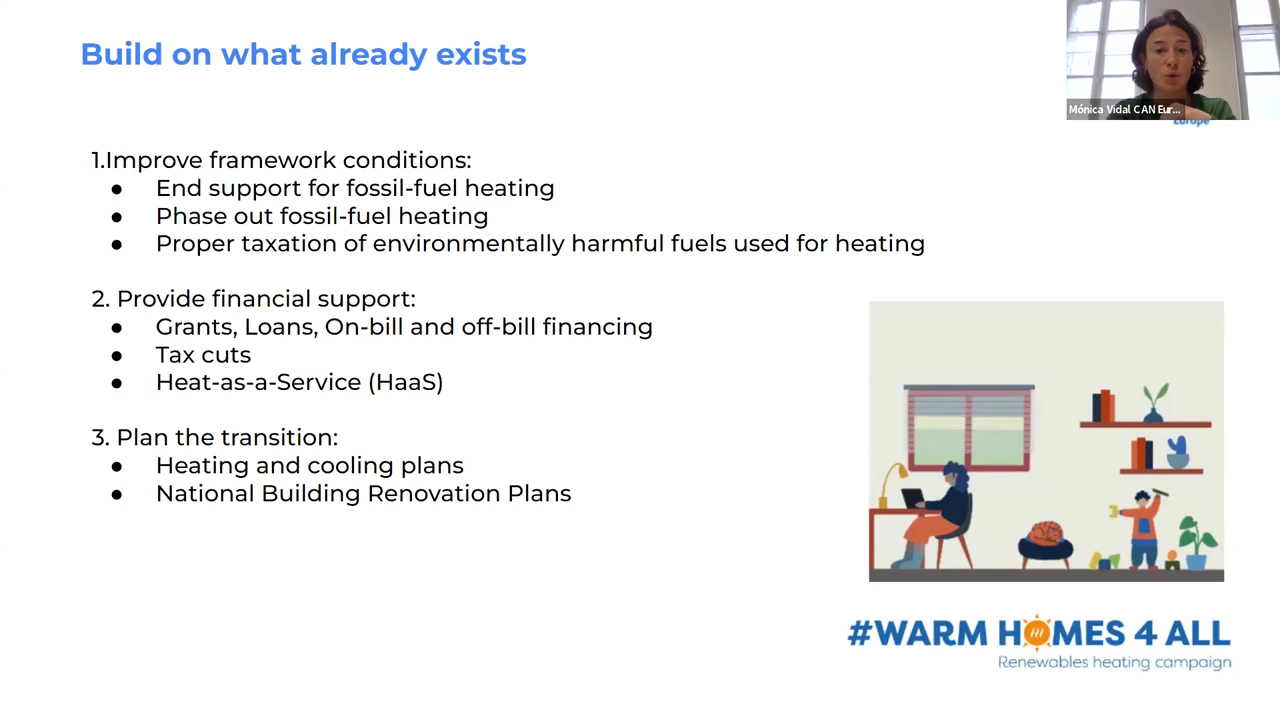 Build on what already exists
Mónica Vidal CAN Eur...
Europe
1.Improve framework conditions:
● End support for fossil-fuel heating
● Phase out fossil-fuel heating
● Proper taxation of environmentally harmful fuels used for heating
2. Provide financial support:
● Grants, Loans, On-bill and off-bill financing
● Tax cuts
● Heat-as-a-Service (HaaS)
3. Plan the transition:
● Heating and cooling plans
● National Building Renovation Plans
#WARM HOMES 4 ALL
Renewables heating campaign